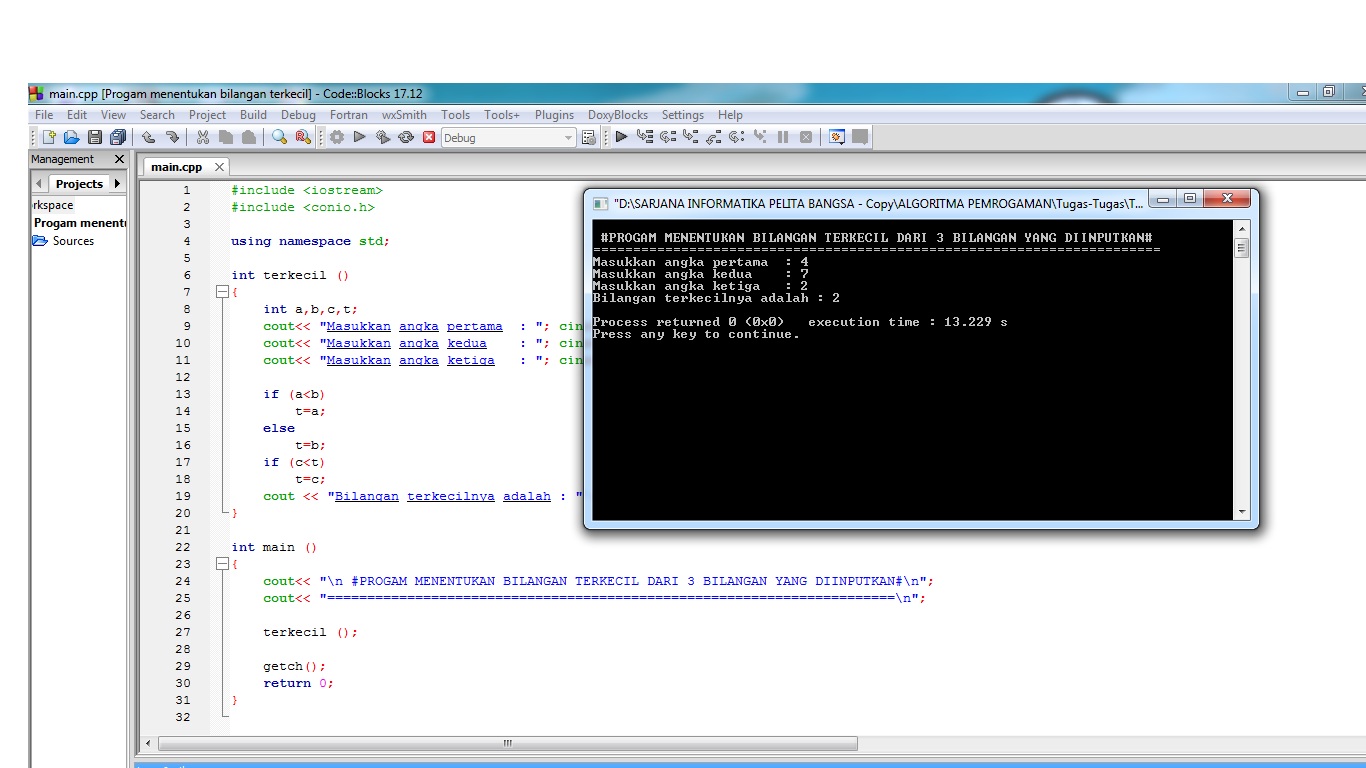 main.cpp [Progam menentukan bilangan terkecil] - Code::Blocks 17.12
File Edit View Search Project Build Debug Fortran wxSmith Tools Tools+ Plugins DoxyBlocks Settings Help
Debug
Management
Projects
rkspace
Progam menent
Sources
main.cpp
1 #include <iostream>
2 #include <conio.h>
3
4 using namespace std;
5
6 int terkecil ()
7 {
8 int a,b,c,t;
9 cout<< "Masukkan angka pertama  : "; cin
10 cout<< "Masukkan angka kedua    : "; cin
11 cout<< "Masukkan angka ketiga   : "; cin
12
13 if (a<b)
14 t=a;
15 else
16 t=b;
17 if (c<t)
18 t=c;
19 cout << "Bilangan terkecilnya adalah : "
20 }
21
22 int main ()
23 {
24 cout<< "\n #PROGAM MENENTUKAN BILANGAN TERKECIL DARI 3 BILANGAN YANG DIINPUTKAN#\n";
25 cout<< "=======================================================================\n";
26
27 terkecil ();
28
29 getch();
30 return 0;
31 }
32
"D:\SARJANA INFORMATIKA PELITA BANGSA - Copy\ALGORITMA PEMROGAMAN\Tugas-Tugas\T...
#PROGAM MENENTUKAN BILANGAN TERKECIL DARI 3 BILANGAN YANG DIINPUTKAN#
=======================================================================
Masukkan angka pertama  : 4
Masukkan angka kedua    : 7
Masukkan angka ketiga   : 2
Bilangan terkecilnya adalah : 2
Process returned 0 (0x0)   execution time : 13.229 s
Press any key to continue.